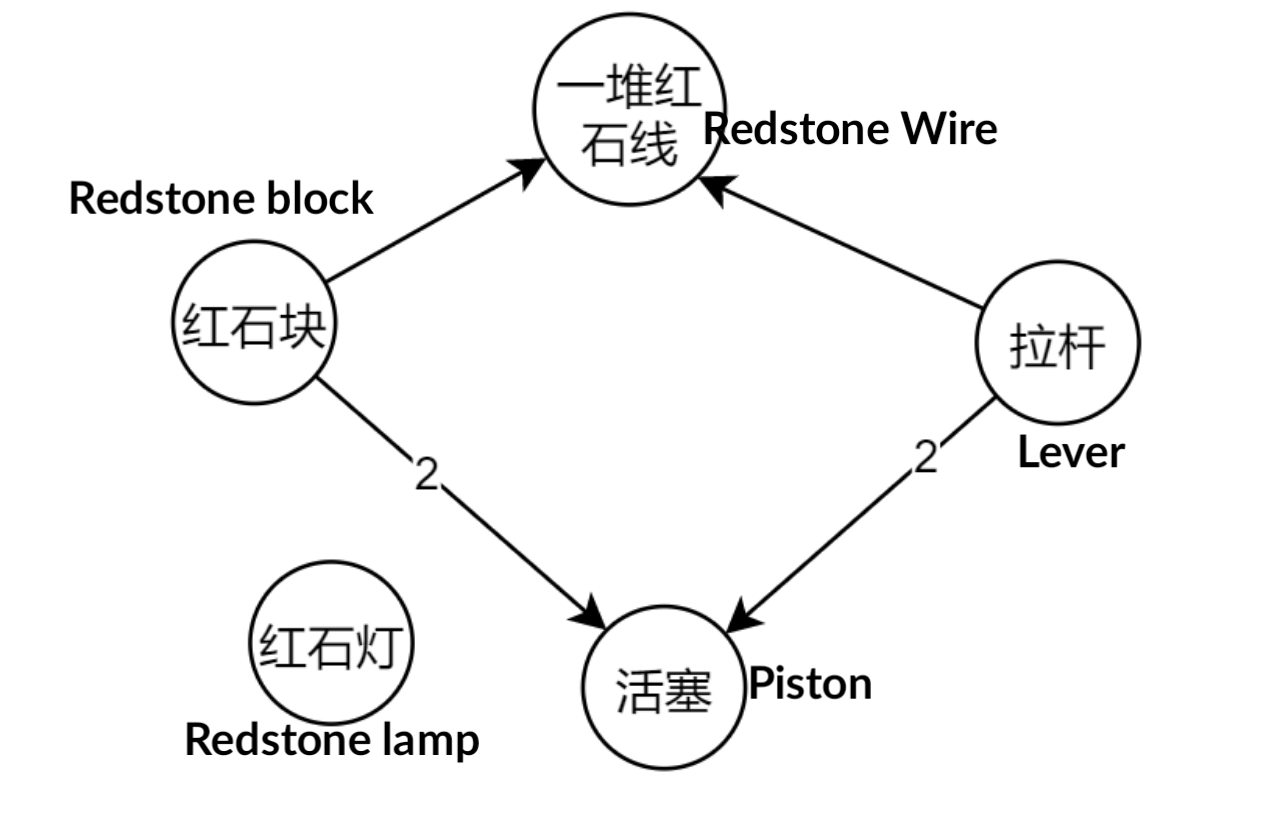 一堆红
石线
Redstone Wire
Redstone block
红石块
拉杆
Lever
2
2
红石灯
Redstone lamp
活塞
Piston